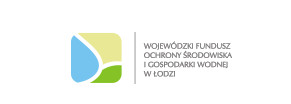 WOJEWÓDZKI FUNDUSZ
OCHRONY ŚRODOWISKA
I GOSPODARKI WODNEJ
W ŁODZI